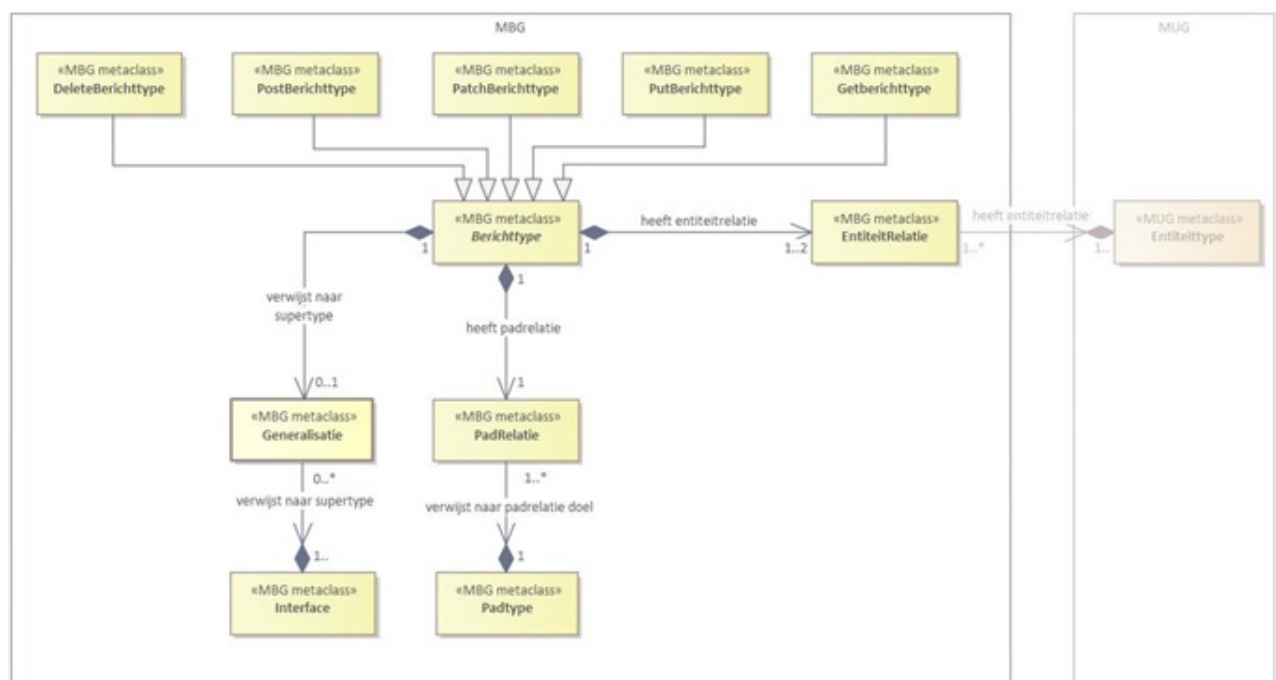 MBG
MUG
«MBG metaclass»
DeleteBerichttype
«MBG metaclass»
PostBerichttype
«MBG metaclass»
PatchBerichttype
«MBG metaclass»
PutBerichttype
«MBG metaclass»
Getberichttype
«MBG metaclass»
Berichttype
1
1
1
heeft entiteitrelatie
1..2
«MBG metaclass»
EntiteitRelatie
heeft entiteitrelatie
1..*
1..
«MUG metaclass»
Entiteittype
verwijst naar
supertype
0..1
heeft padrelatie
1
«MBG metaclass»
Generalisatie
0..*
«MBG metaclass»
PadRelatie
1..*
verwijst naar supertype
1..
verwijst naar padrelatie doel
1
«MBG metaclass»
Interface
«MBG metaclass»
Padtype